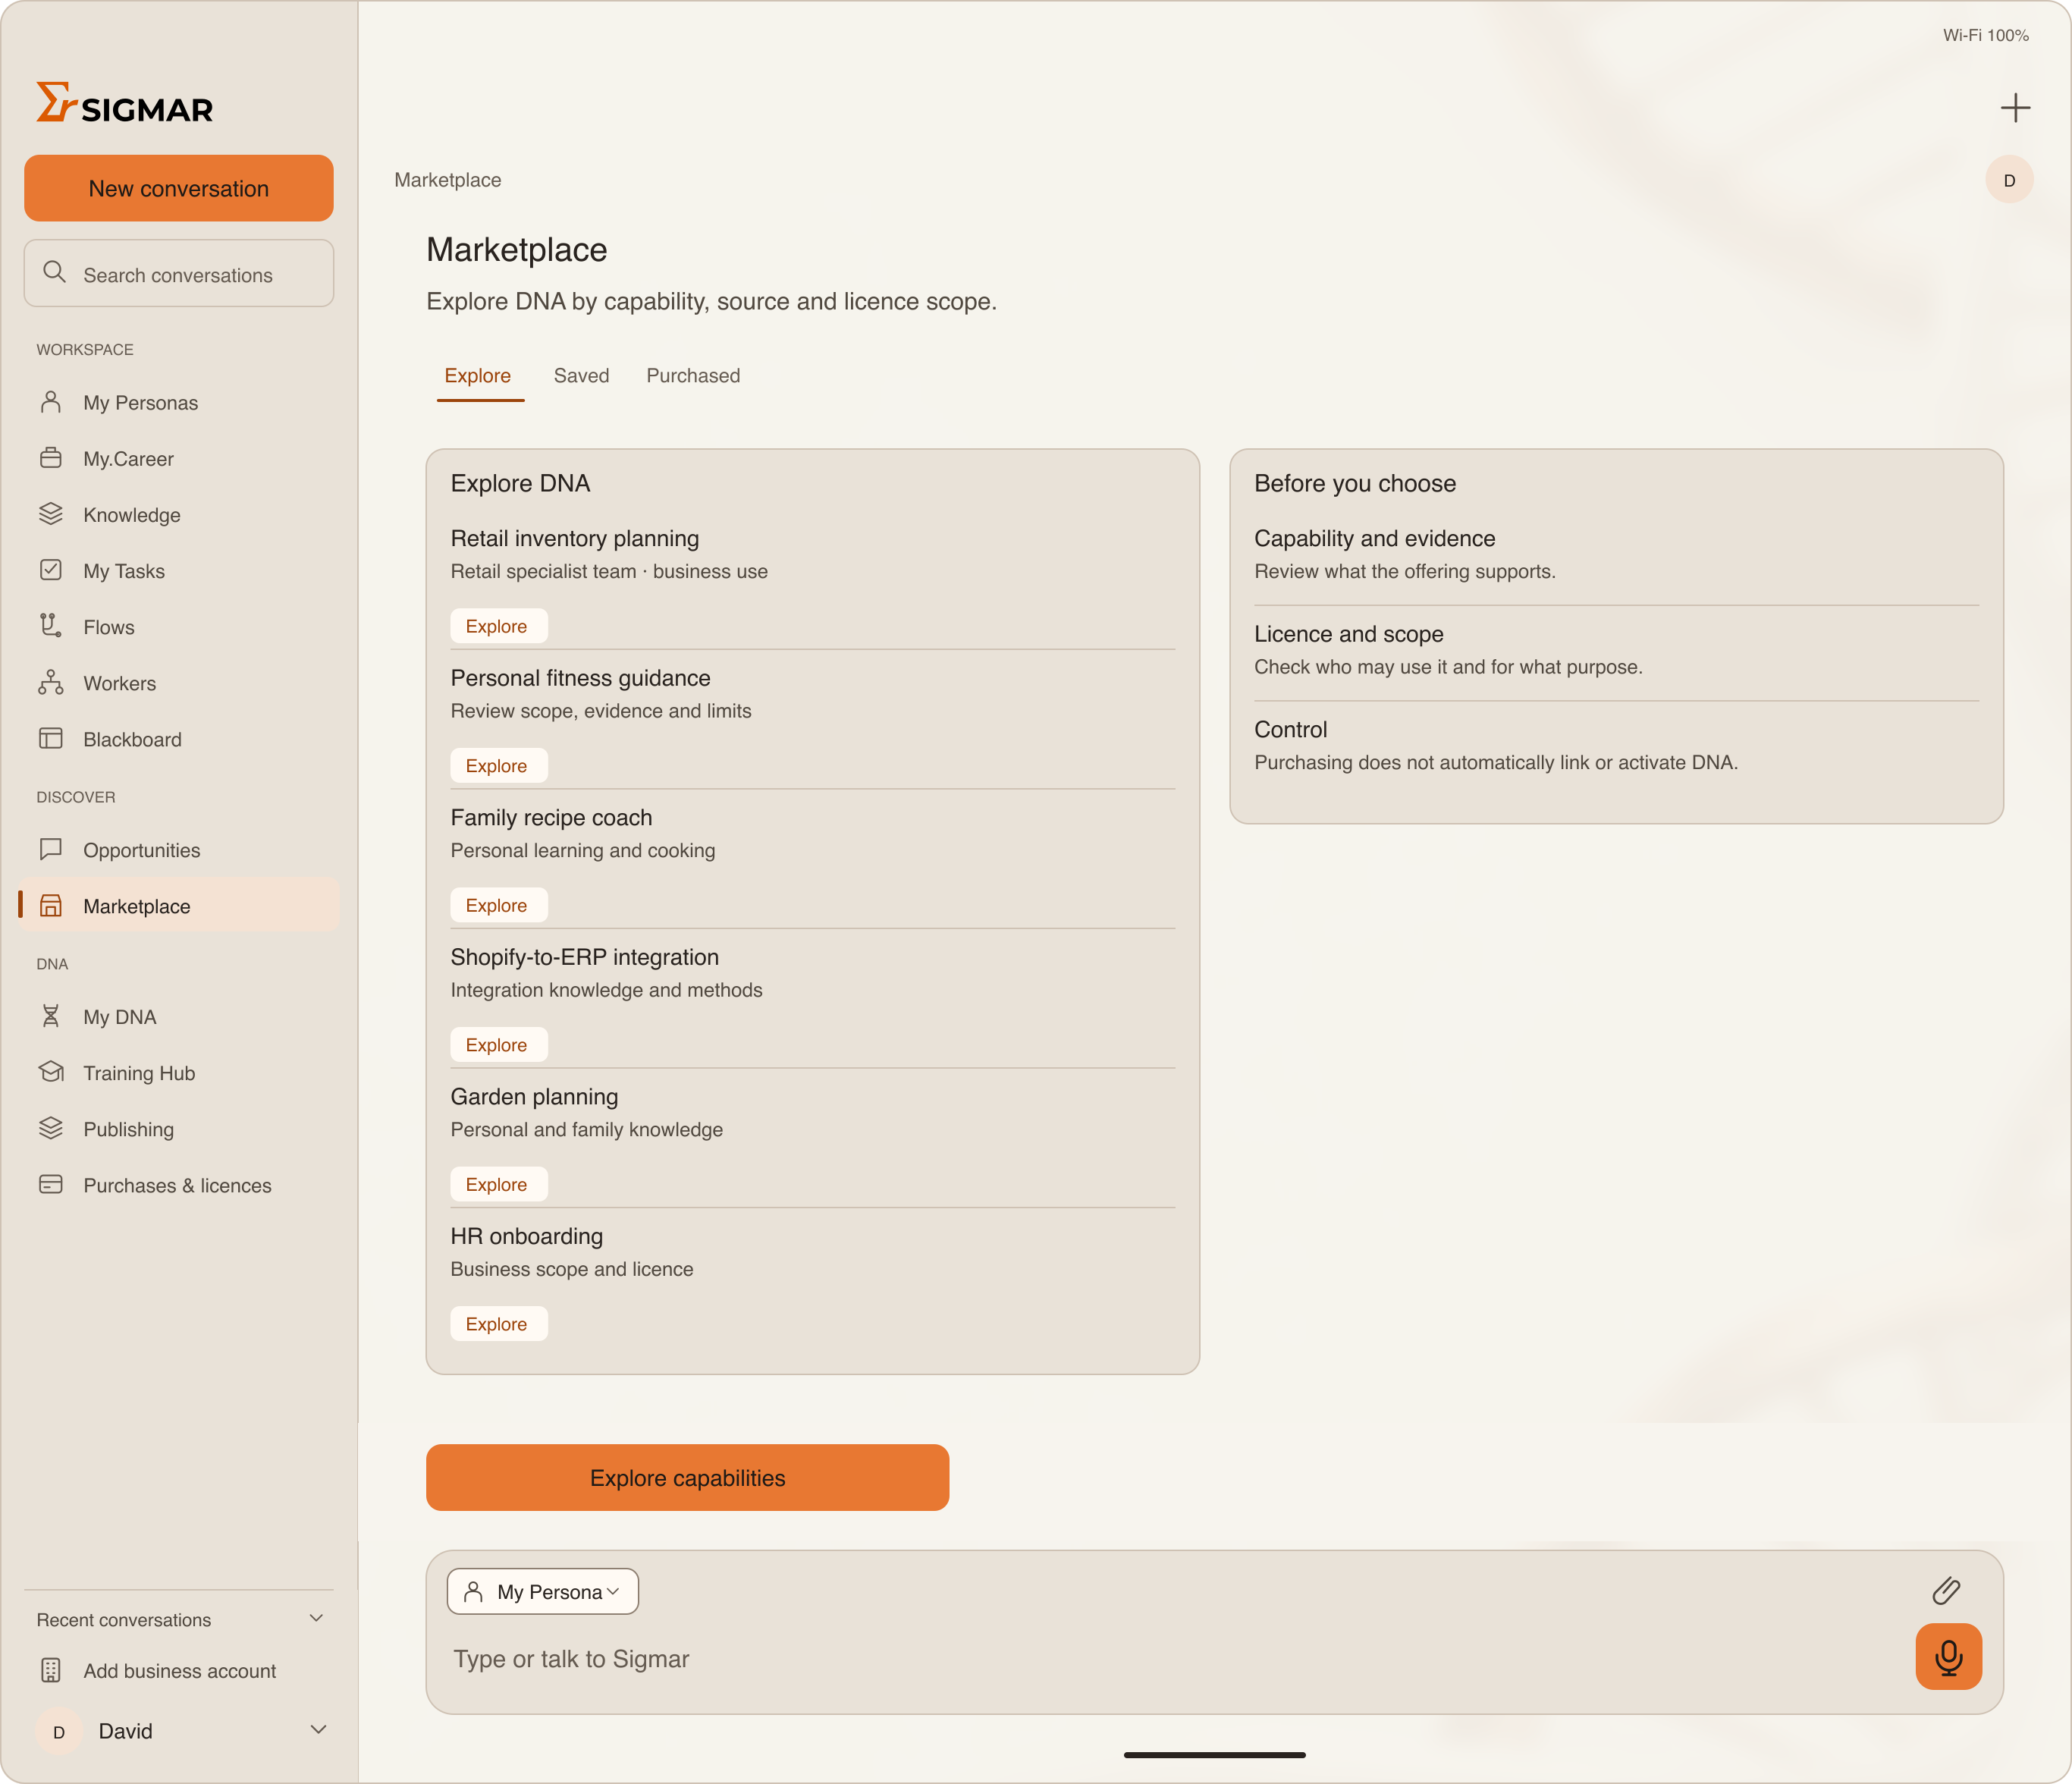 Wi-Fi 100%
Σr SIGMAR
New conversation
Search conversations
WORKSPACE
My Personas
My.Career
Knowledge
My Tasks
Flows
Workers
Blackboard
DISCOVER
Opportunities
Marketplace
DNA
My DNA
Training Hub
Publishing
Purchases & licences
Recent conversations
Add business account
D David
Marketplace
D
Marketplace
Explore DNA by capability, source and licence scope.
Explore Saved Purchased
Explore DNA
Retail inventory planning
Retail specialist team · business use
Explore
Personal fitness guidance
Review scope, evidence and limits
Explore
Family recipe coach
Personal learning and cooking
Explore
Shopify-to-ERP integration
Integration knowledge and methods
Explore
Garden planning
Personal and family knowledge
Explore
HR onboarding
Business scope and licence
Explore
Before you choose
Capability and evidence
Review what the offering supports.
Licence and scope
Check who may use it and for what purpose.
Control
Purchasing does not automatically link or activate DNA.
Explore capabilities
My Persona
Type or talk to Sigmar